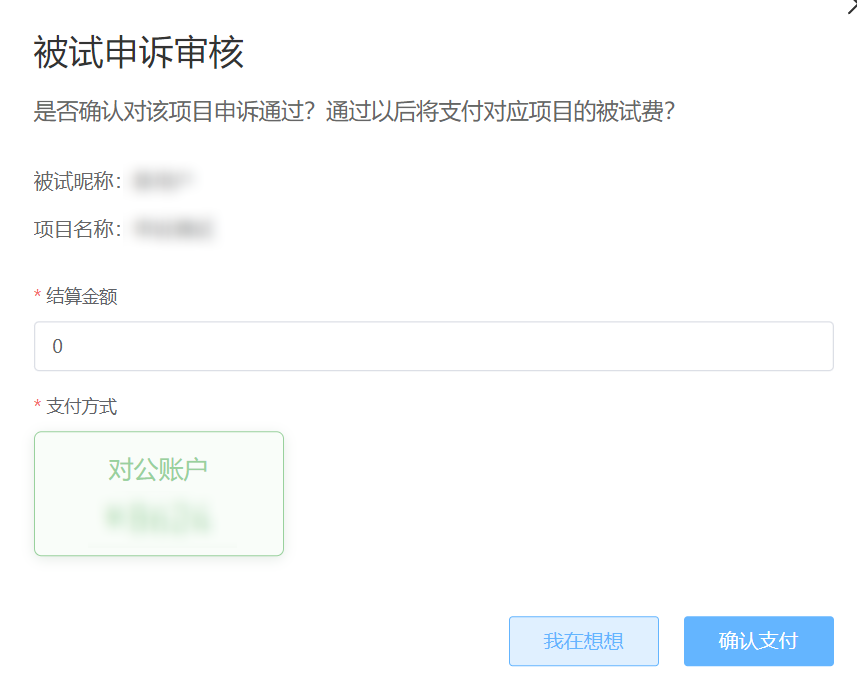 被试申诉审核
是否确认对该项目申诉通过？通过以后将支付对应项目的被试费？
被试昵称：
项目名称：
* 结算金额
0
* 支付方式
对公账户
我在想想 确认支付